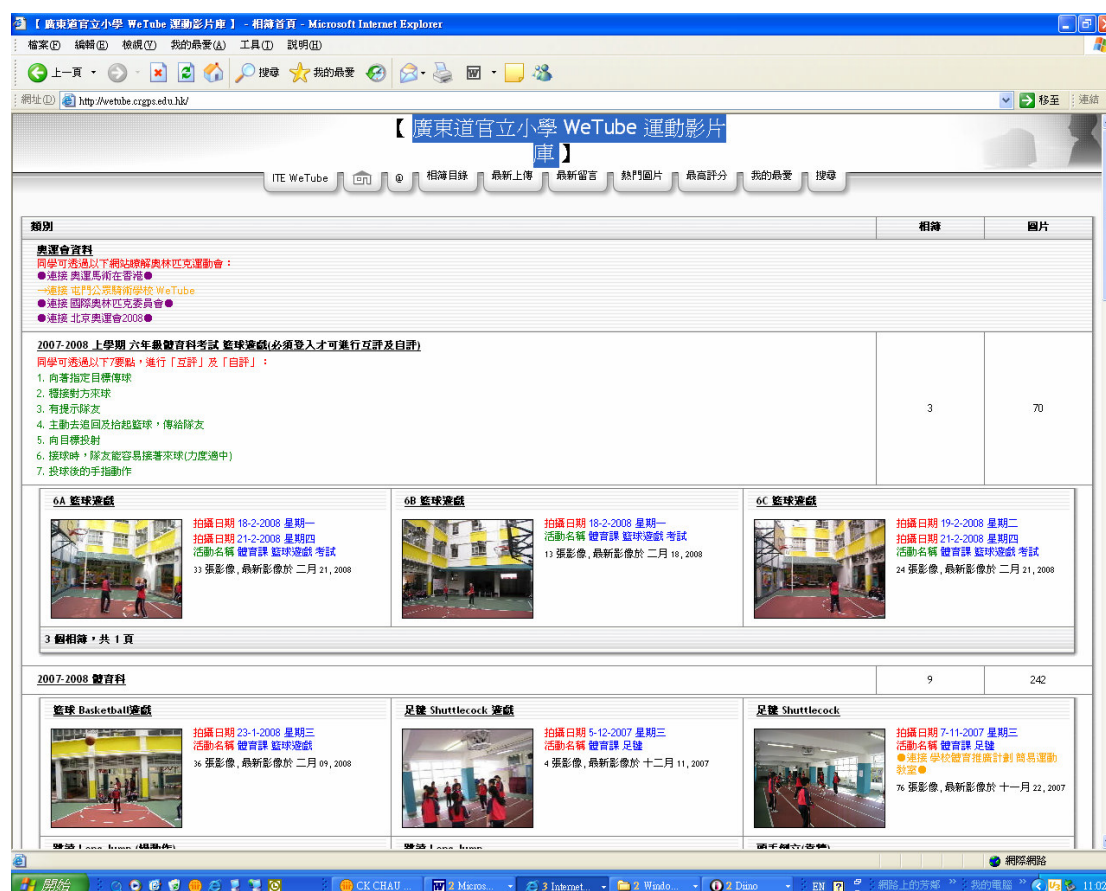 【 廣東道官立小學 WeTube 運動影片庫 】 - 相簿首頁 - Microsoft Internet Explorer
檔案(F) 編輯(E) 檢視(V) 我的最愛(A) 工具(T) 說明(H)
上一頁 搜尋 我的最愛
網址(D) http://wetube.crgps.edu.hk/ 移至 連結
【 廣東道官立小學 WeTube 運動影片
庫 】
ITE WeTube @ 相簿目錄 最新上傳 最新留言 熱門圖片 最高評分 我的最愛 搜尋
類別 相簿 圖片
奧運會資料
同學可透過以下網站瞭解奧林匹克運動會：
●連接 奧運馬術在香港●
→連接 屯門公眾騎術學校 WeTube
●連接 國際奧林匹克委員會●
●連接 北京奧運會2008●
2007-2008 上學期 六年級體育科考試 籃球遊戲(必須登入才可進行互評及自評)
同學可透過以下7要點，進行「互評」及「自評」：
1. 向著指定目標傳球
2. 穩接對方來球
3. 有提示隊友
4. 主動去追回及拾起籃球，傳給隊友
5. 向目標投射
6. 接球時，隊友能容易接著來球(力度適中)
7. 投球後的手指動作
3 70
6A 籃球遊戲
拍攝日期 18-2-2008 星期一
拍攝日期 21-2-2008 星期四
活動名稱 體育課 籃球遊戲 考試
33 張影像, 最新影像於 二月 21, 2008
6B 籃球遊戲
拍攝日期 18-2-2008 星期一
活動名稱 體育課 籃球遊戲 考試
13 張影像, 最新影像於 二月 18, 2008
6C 籃球遊戲
拍攝日期 19-2-2008 星期二
拍攝日期 21-2-2008 星期四
活動名稱 體育課 籃球遊戲 考試
24 張影像, 最新影像於 二月 21, 2008
3 個相簿，共 1 頁
2007-2008 體育科 9 242
籃球 Basketball遊戲
拍攝日期 23-1-2008 星期三
活動名稱 體育課 籃球遊戲
36 張影像, 最新影像於 二月 09, 2008
足毽 Shuttlecock 遊戲
拍攝日期 5-12-2007 星期三
活動名稱 體育課 足毽
4 張影像, 最新影像於 十二月 11, 2007
足毽 Shuttlecock
拍攝日期 7-11-2007 星期三
活動名稱 體育課 足毽
●連接 學校體育推廣計劃 簡易運動
教室●
76 張影像, 最新影像於 十一月 22, 2007
跳遠 Long Jump
網際網路
開始 CK CHAU ... 2 Micros... 3 Internet... 2 Windo... 2 Dimo EN 網路上的芳鄰 我的電腦 11:02